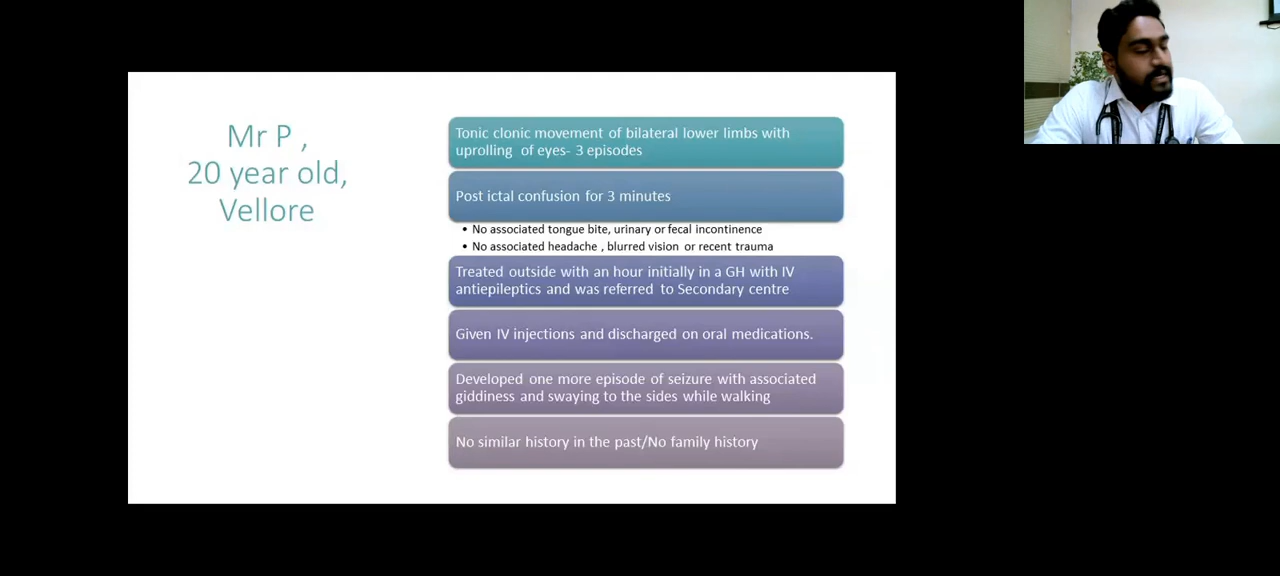 Mr P ,
20 year old,
Vellore
Tonic clonic movement of bilateral lower limbs with
uprolling of eyes- 3 episodes
Post ictal confusion for 3 minutes
• No associated tongue bite, urinary or fecal incontinence
• No associated headache , blurred vision or recent trauma
Treated outside with an hour initially in a GH with IV
antiepileptics and was referred to Secondary centre
Given IV injections and discharged on oral medications.
Developed one more episode of seizure with associated
giddiness and swaying to the sides while walking
No similar history in the past/No family history